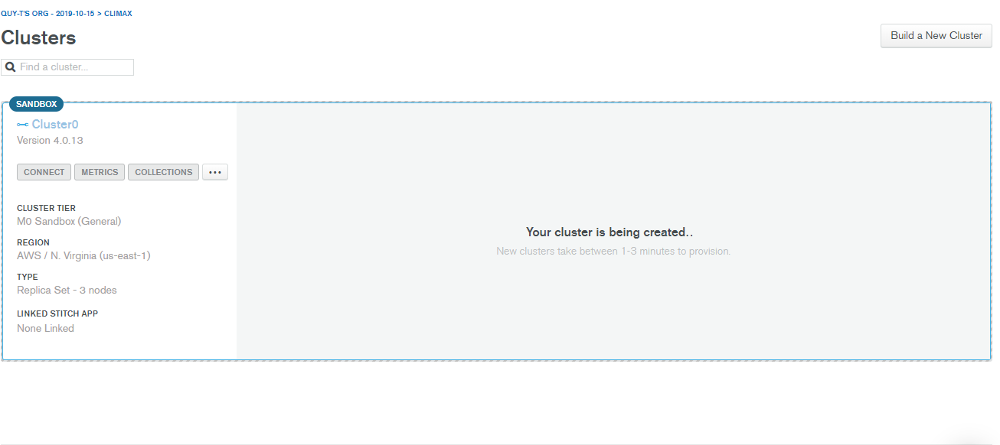 QUY-T'S ORG - 2019-10-15 > CLIMAX
Clusters
Build a New Cluster
Find a cluster...
SANDBOX
Cluster0
Version 4.0.13
CONNECT METRICS COLLECTIONS ...
CLUSTER TIER
M0 Sandbox (General)
REGION
AWS / N. Virginia (us-east-1)
TYPE
Replica Set - 3 nodes
LINKED STITCH APP
None Linked
Your cluster is being created..
New clusters take between 1-3 minutes to provision.